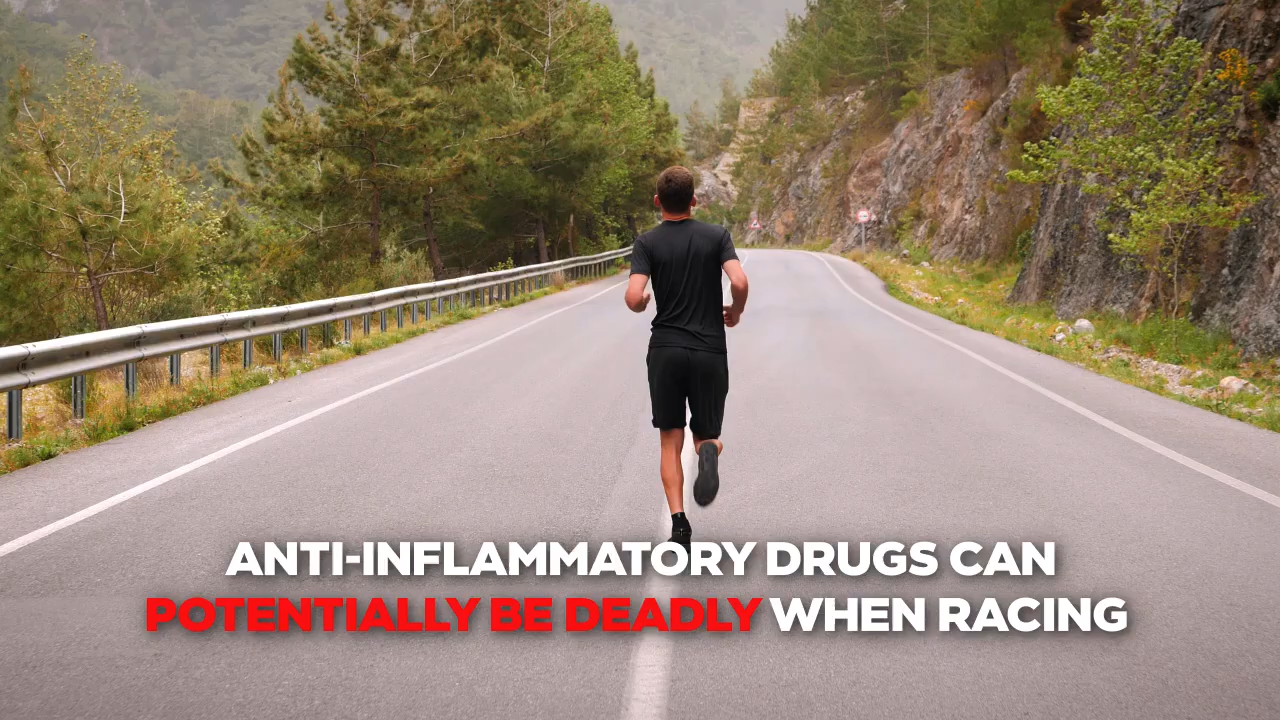 ANTI-INFLAMMATORY DRUGS CAN
POTENTIALLY BE DEADLY WHEN RACING